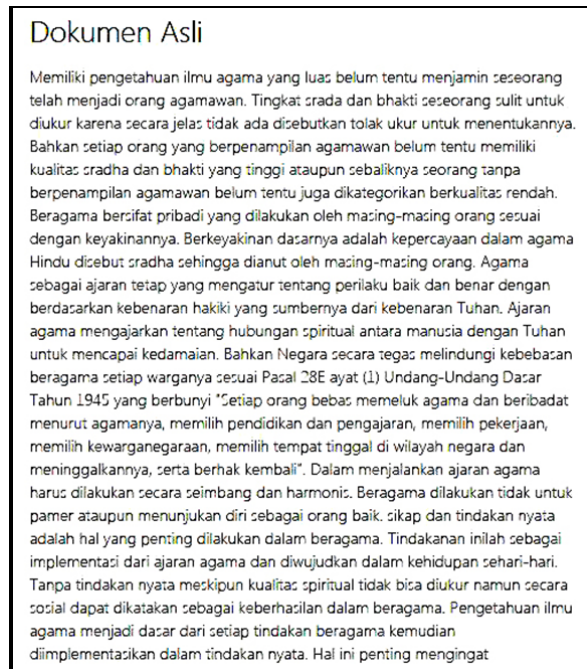 Dokumen Asli
Memiliki pengetahuan ilmu agama yang luas belum tentu menjamin seseorang
telah menjadi orang agamawan. Tingkat srada dan bhakti seseorang sulit untuk
diukur karena secara jelas tidak ada disebutkan tolak ukur untuk menentukannya.
Bahkan setiap orang yang berpenampilan agamawan belum tentu memiliki
kualitas sradha dan bhakti yang tinggi ataupun sebaliknya seorang tanpa
berpenampilan agamawan belum tentu juga dikategorikan berkualitas rendah.
Beragama bersifat pribadi yang dilakukan oleh masing-masing orang sesuai
dengan keyakinannya. Berkeyakinan dasarnya adalah kepercayaan dalam agama
Hindu disebut sradha sehingga dianut oleh masing-masing orang. Agama
sebagai ajaran tetap yang mengatur tentang perilaku baik dan benar dengan
berdasarkan kebenaran hakiki yang sumbernya dari kebenaran Tuhan. Ajaran
agama mengajarkan tentang hubungan spiritual antara manusia dengan Tuhan
untuk mencapai kedamaian. Bahkan Negara secara tegas melindungi kebebasan
beragama setiap warganya sesuai Pasal 28E ayat (1) Undang-Undang Dasar
Tahun 1945 yang berbunyi "Setiap orang bebas memeluk agama dan beribadat
menurut agamanya, memilih pendidikan dan pengajaran, memilih pekerjaan,
memilih kewarganegaraan, memilih tempat tinggal di wilayah negara dan
meninggalkannya, serta berhak kembali". Dalam menjalankan ajaran agama
harus dilakukan secara seimbang dan harmonis. Beragama dilakukan tidak untuk
pamer ataupun menunjukan diri sebagai orang baik. sikap dan tindakan nyata
adalah hal yang penting dilakukan dalam beragama. Tindakanan inilah sebagai
implementasi dari ajaran agama dan diwujudkan dalam kehidupan sehari-hari.
Tanpa tindakan nyata meskipun kualitas spiritual tidak bisa diukur namun secara
sosial dapat dikatakan sebagai keberhasilan dalam beragama. Pengetahuan ilmu
agama menjadi dasar dari setiap tindakan beragama kemudian
diimplementasikan dalam tindakan nyata. Hal ini penting mengingat